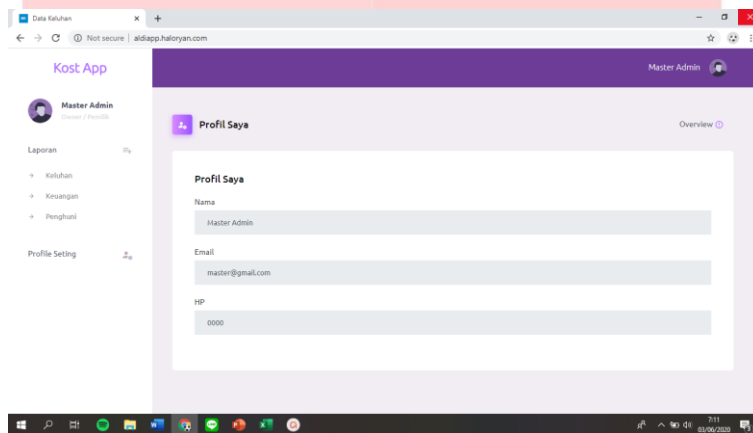 Data Keluhan
Not secure | aldiapp.haloryan.com
Kost App
Master Admin
Master Admin
Owner / Pemilik
Profil Saya
Overview
Laporan
Keluhan
Keuangan
Penghuni
Profile Seting
Profil Saya
Nama
Master Admin
Email
master@gmail.com
HP
0000
7:11
03/06/2020